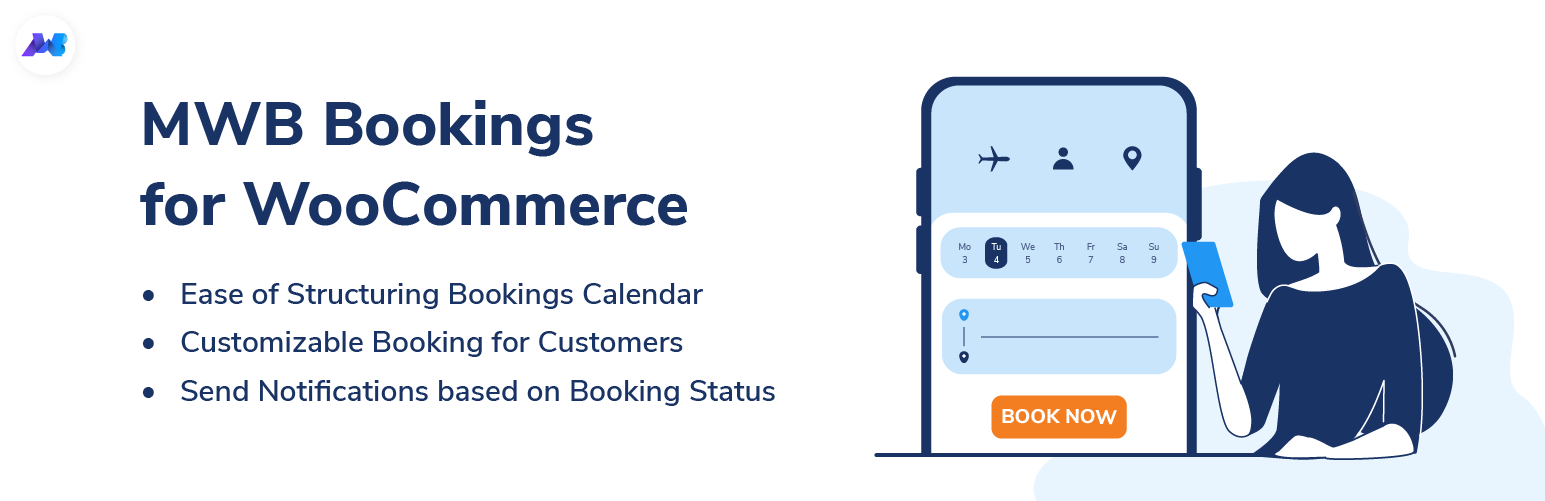 MWB
MWB Bookings
for WooCommerce
• Ease of Structuring Bookings Calendar
• Customizable Booking for Customers
• Send Notifications based on Booking Status
Mo Tu We Th Fr Sa Su
3 4 5 6 7 8 9
BOOK NOW